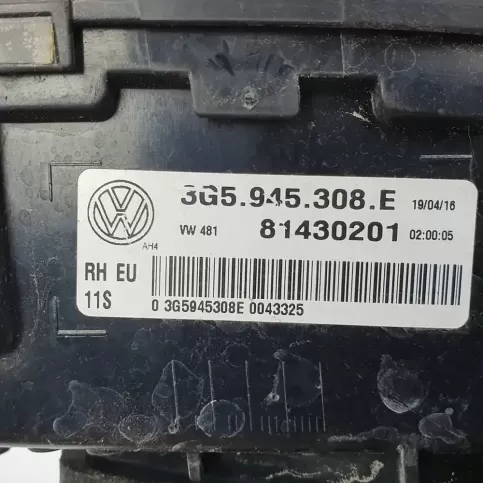 3G5.945.308.E 19/04/16
VW 481 81430201 02:00:05
AH4
RH EU
11S 0 3G5945308E 0043325